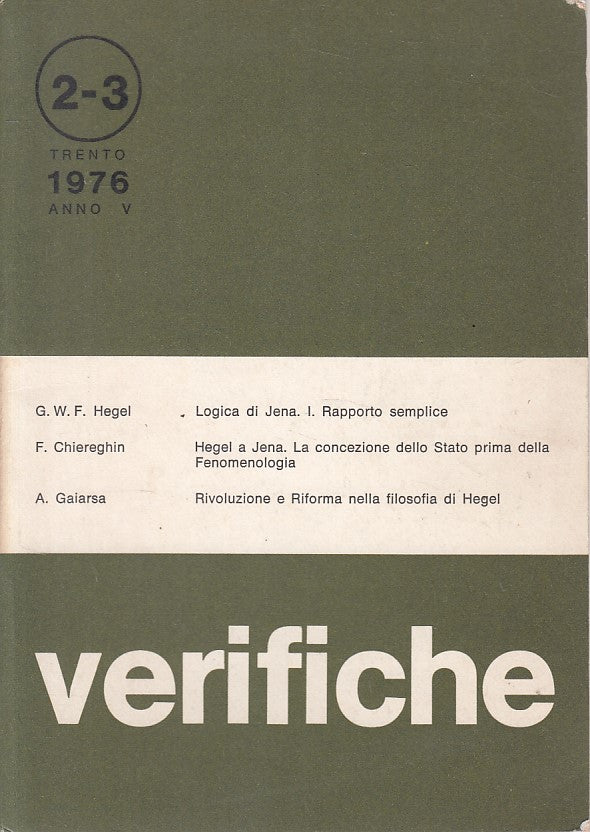 2-3
TRENTO
1976
ANNO V
G. W. F. Hegel Logica di Jena. I. Rapporto semplice
F. Chiereghin Hegel a Jena. La concezione dello Stato prima della
Fenomenologia
A. Gaiarsa Rivoluzione e Riforma nella filosofia di Hegel
verifiche